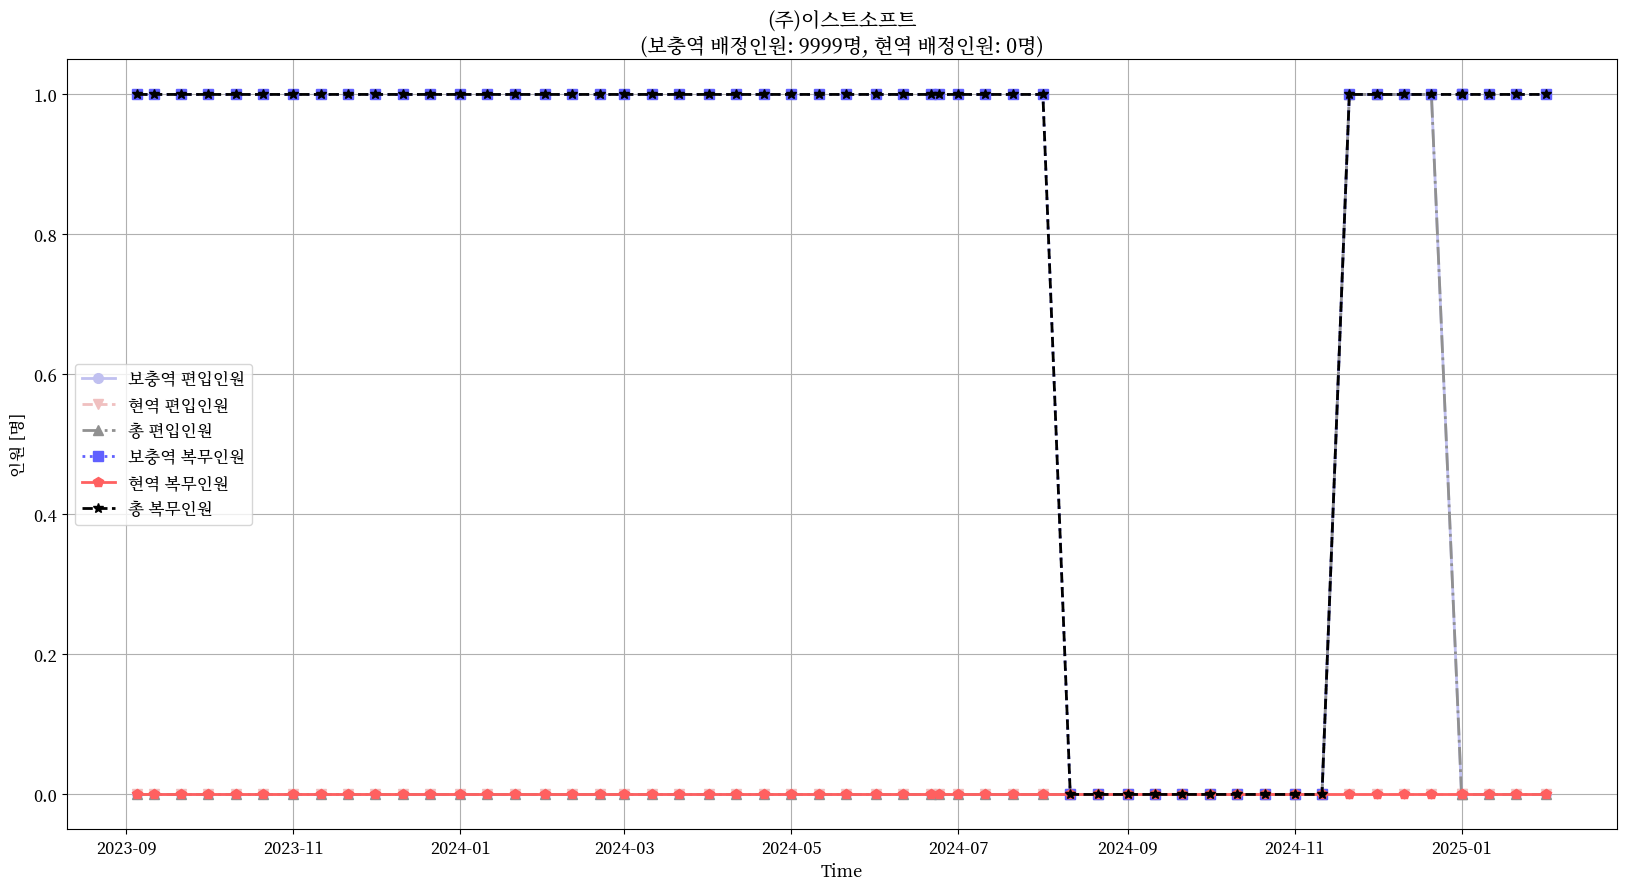 (주)이스트소프트
(보충역 배정인원: 9999명, 현역 배정인원: 0명)
인원 [명]
1.0
0.8
0.6
0.4
0.2
0.0
보충역 편입인원
현역 편입인원
총 편입인원
보충역 복무인원
현역 복무인원
총 복무인원
2023-09
2023-11
2024-01
2024-03
2024-05
2024-07
2024-09
2024-11
2025-01
Time